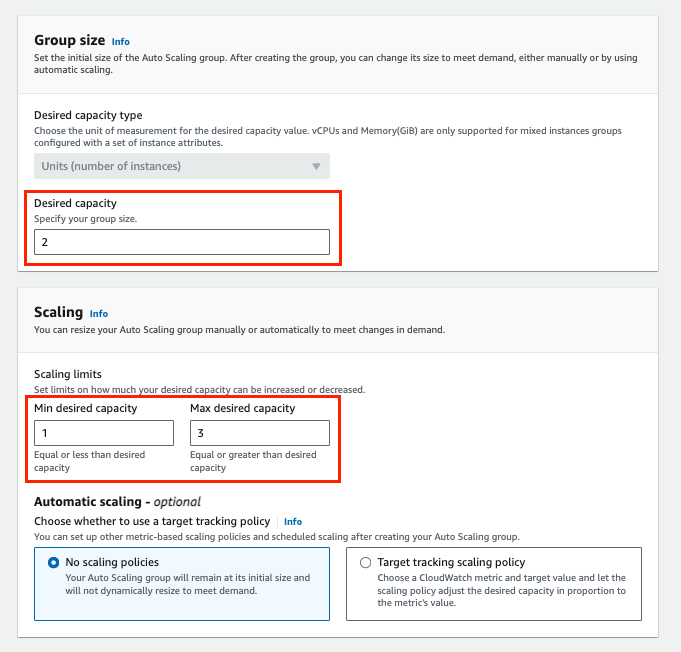 Group size Info
Set the initial size of the Auto Scaling group. After creating the group, you can change its size to meet demand, either manually or by using
automatic scaling.
Desired capacity type
Choose the unit of measurement for the desired capacity value. vCPUs and Memory(GiB) are only supported for mixed instances groups
configured with a set of instance attributes.
Units (number of instances)
Desired capacity
Specify your group size.
2
Scaling Info
You can resize your Auto Scaling group manually or automatically to meet changes in demand.
Scaling limits
Set limits on how much your desired capacity can be increased or decreased.
Min desired capacity
1
Equal or less than desired
capacity
Max desired capacity
3
Equal or greater than desired
capacity
Automatic scaling - optional
Choose whether to use a target tracking policy Info
You can set up other metric-based scaling policies and scheduled scaling after creating your Auto Scaling group.
No scaling policies
Your Auto Scaling group will remain at its initial size and
will not dynamically resize to meet demand.
Target tracking scaling policy
Choose a CloudWatch metric and target value and let the
scaling policy adjust the desired capacity in proportion to
the metric's value.